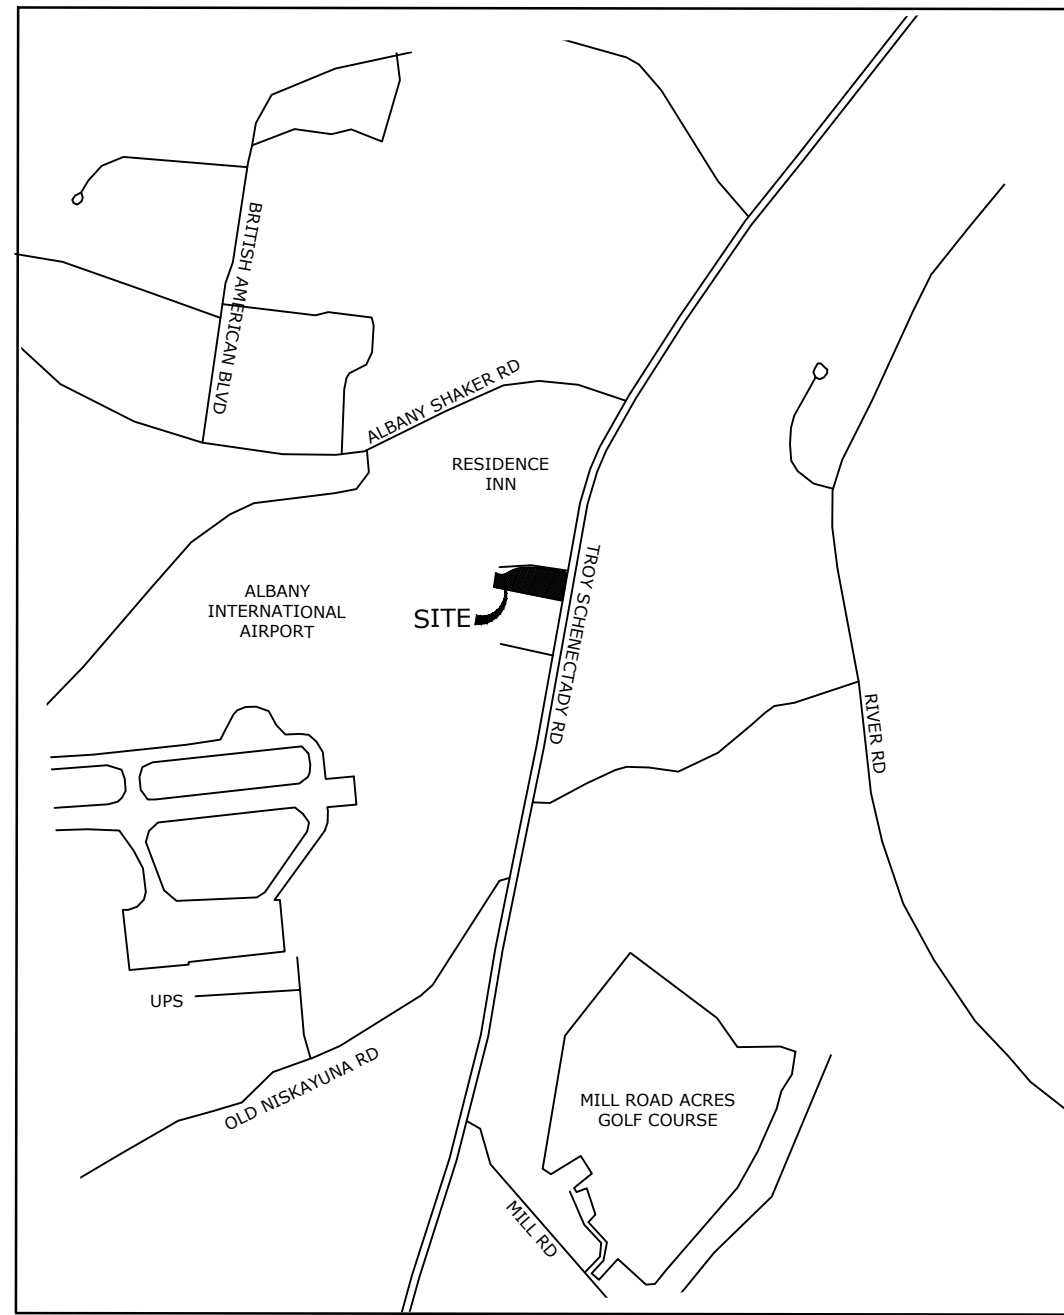 BRITISH AMERICAN BLVD
ALBANY SHAKER RD
RESIDENCE
INN
TROY SCHENECTADY RD
ALBANY
INTERNATIONAL
AIRPORT
SITE
RIVER RD
UPS
OLD NISKAYUNA RD
MILL ROAD ACRES
GOLF COURSE
MILL RD